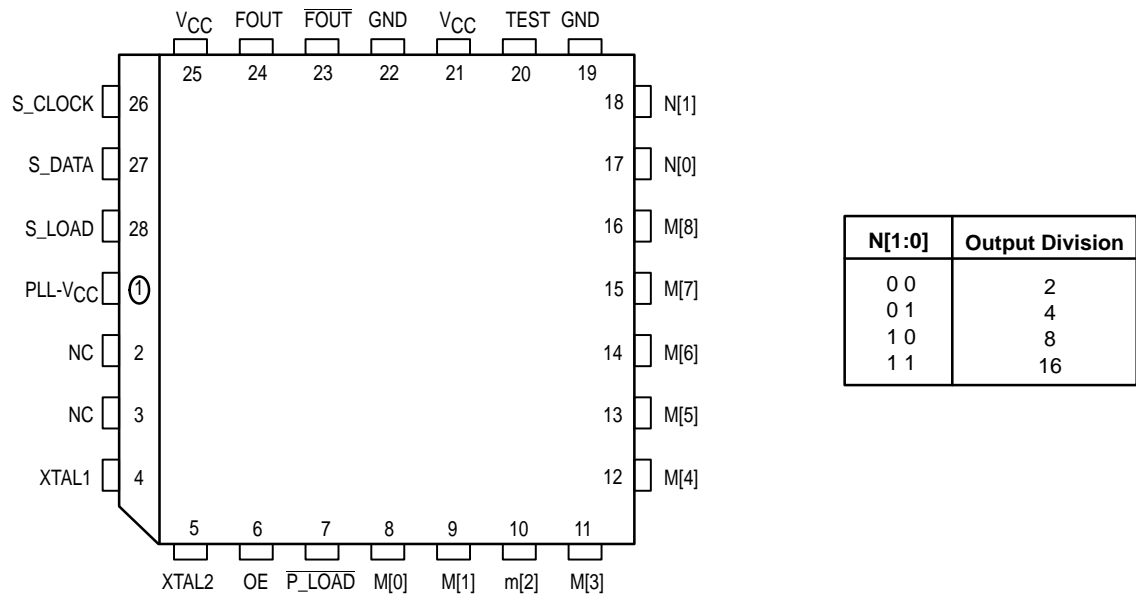 VCC FOUT FOUT GND VCC TEST GND
25 24 23 22 21 20 19
S_CLOCK 26 18 N[1]
S_DATA 27 17 N[0]
S_LOAD 28 16 M[8]
PLL-VCC 1 15 M[7]
NC 2 14 M[6]
NC 3 13 M[5]
XTAL1 4 12 M[4]
5 6 7 8 9 10 11
XTAL2 OE P_LOAD M[0] M[1] m[2] M[3]
N[1:0] Output Division
0 0 2
0 1 4
1 0 8
1 1 16